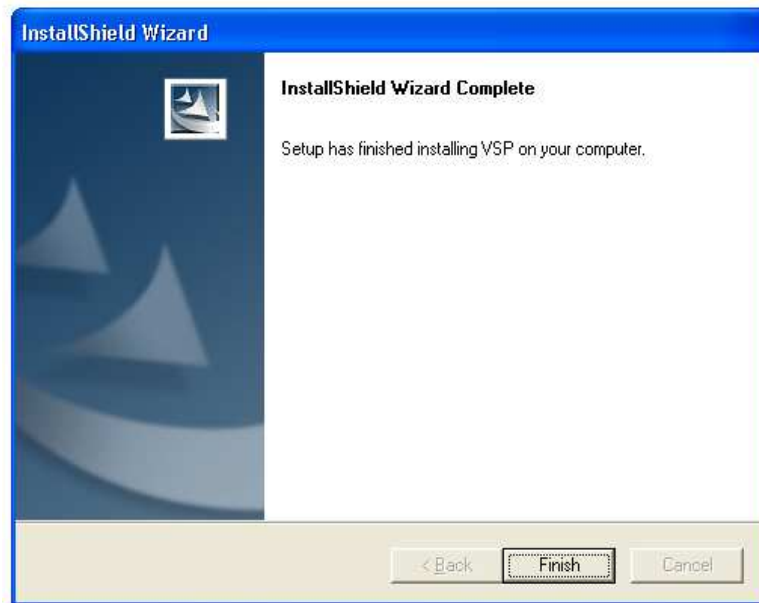 InstallShield Wizard
InstallShield Wizard Complete
Setup has finished installing VSP on your computer.
< Back
Finish
Cancel